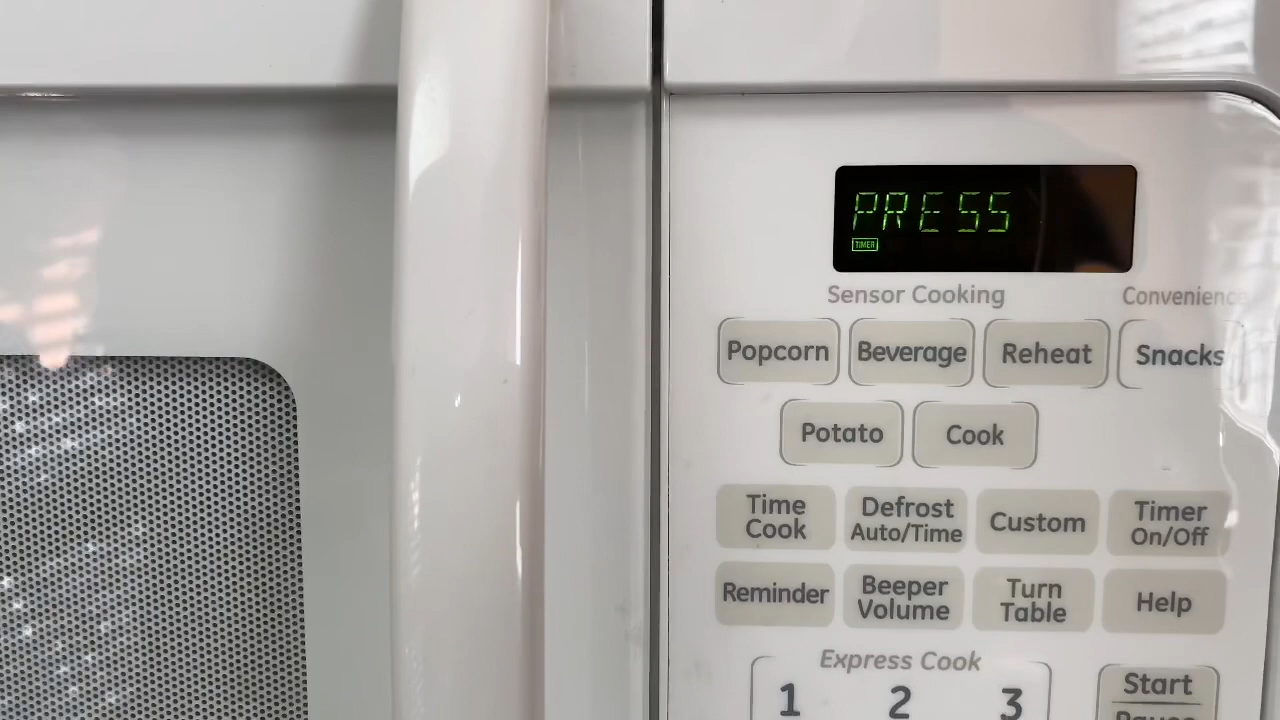 PRESS
TIMER
Sensor Cooking Convenience
Popcorn Beverage Reheat Snacks
Potato Cook
Time Cook Defrost Auto/Time Custom Timer On/Off
Reminder Beeper Volume Turn Table Help
Express Cook
1 2 3 Start